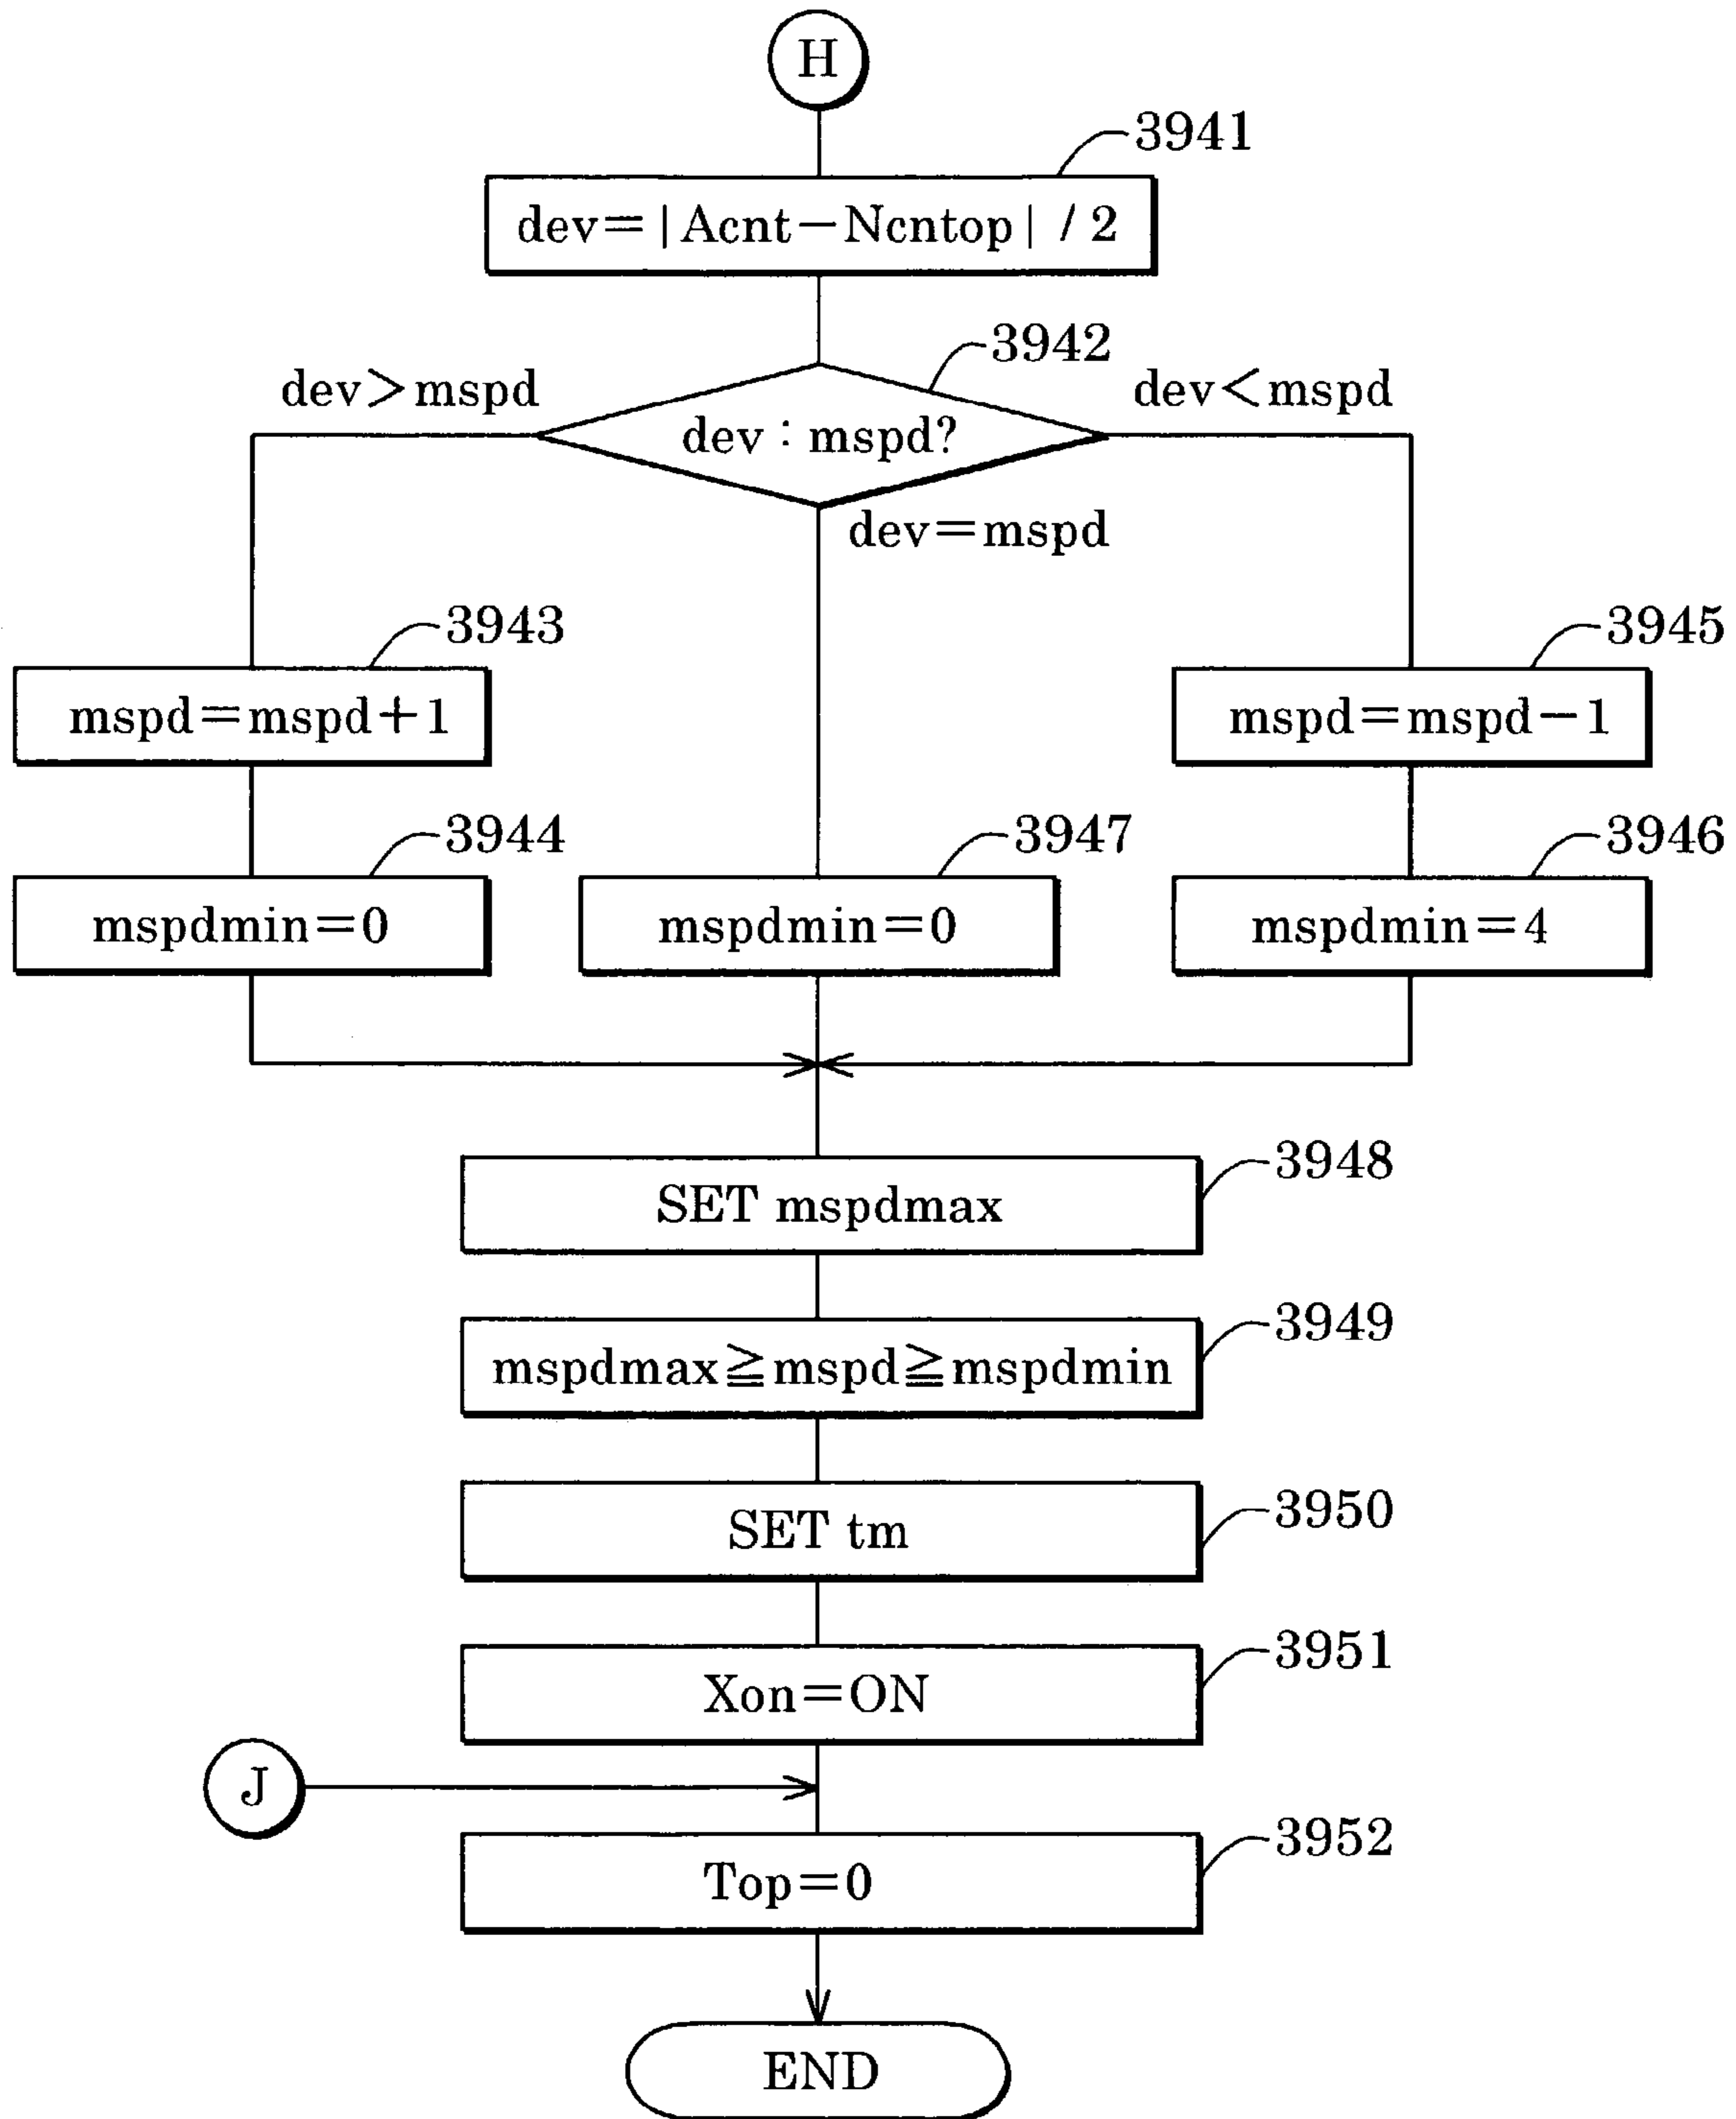 H
3941
dev=|Acnt−Ncntop| / 2
3942
dev>mspd
dev<mspd
dev : mspd?
dev=mspd
3943
3945
mspd=mspd+1
mspd=mspd−1
3944
3947
3946
mspdmin=0
mspdmin=0
mspdmin=4
3948
SET mspdmax
3949
mspdmax≧mspd≧mspdmin
3950
SET tm
3951
Xon=ON
J
3952
Top=0
END